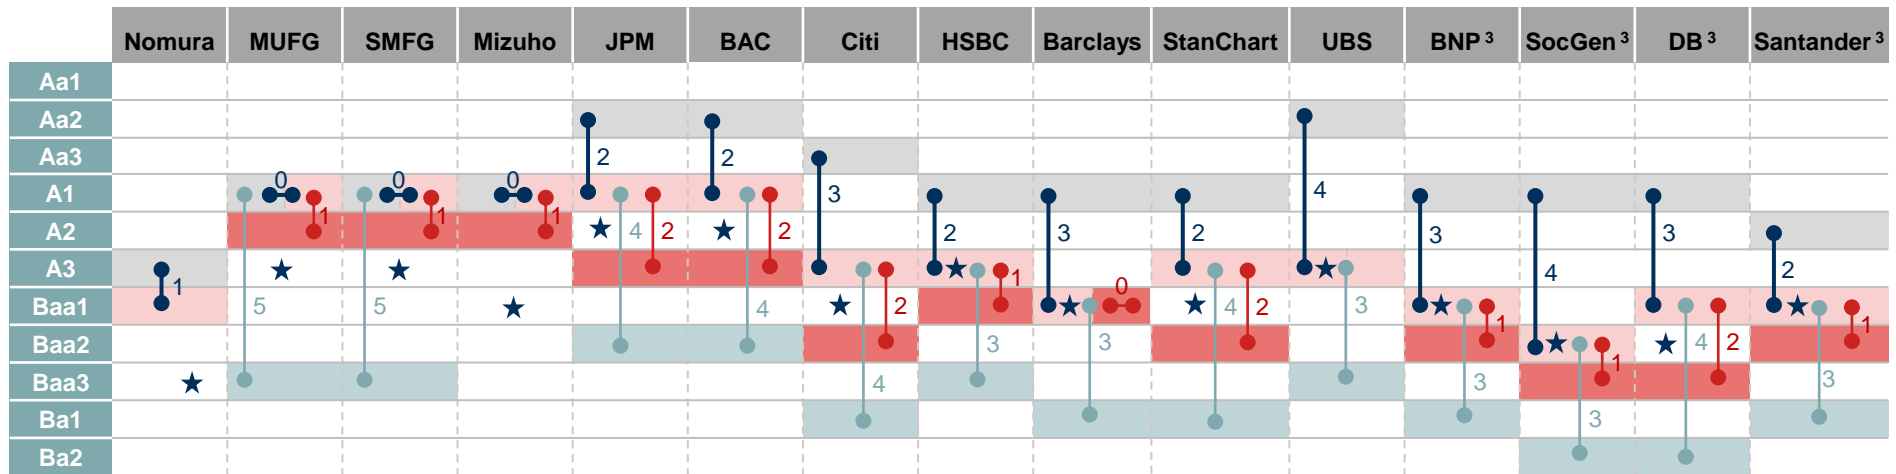 Nomura MUFG SMFG Mizuho JPM BAC Citi HSBC Barclays StanChart UBS BNP 3 SocGen 3 DB 3 Santander 3
Aa1
Aa2
Aa3 2 2
A1 0 0 0 3 4
A2 1 1 1 4 2 2 2 3 2 3 3
A3 1 1 4 2
Baa1 5 5 4 2 0 4 2 3
Baa2 3 3 1 4 2 1
Baa3 4 3 1 3
Ba1 3
Ba2